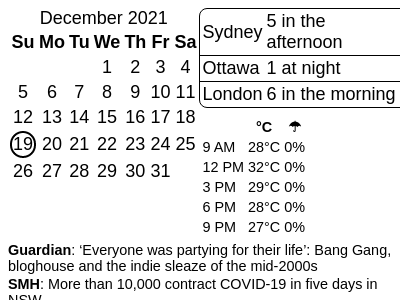 December 2021
Su Mo Tu We Th Fr Sa
1 2 3 4
5 6 7 8 9 10 11
12 13 14 15 16 17 18
19 20 21 22 23 24 25
26 27 28 29 30 31
Sydney 5 in the
afternoon
Ottawa 1 at night
London 6 in the morning
°C ☂
9 AM 28°C 0%
12 PM 32°C 0%
3 PM 29°C 0%
6 PM 28°C 0%
9 PM 27°C 0%
Guardian: ‘Everyone was partying for their life’: Bang Gang,
bloghouse and the indie sleaze of the mid-2000s
SMH: More than 10,000 contract COVID-19 in five days in
NSW